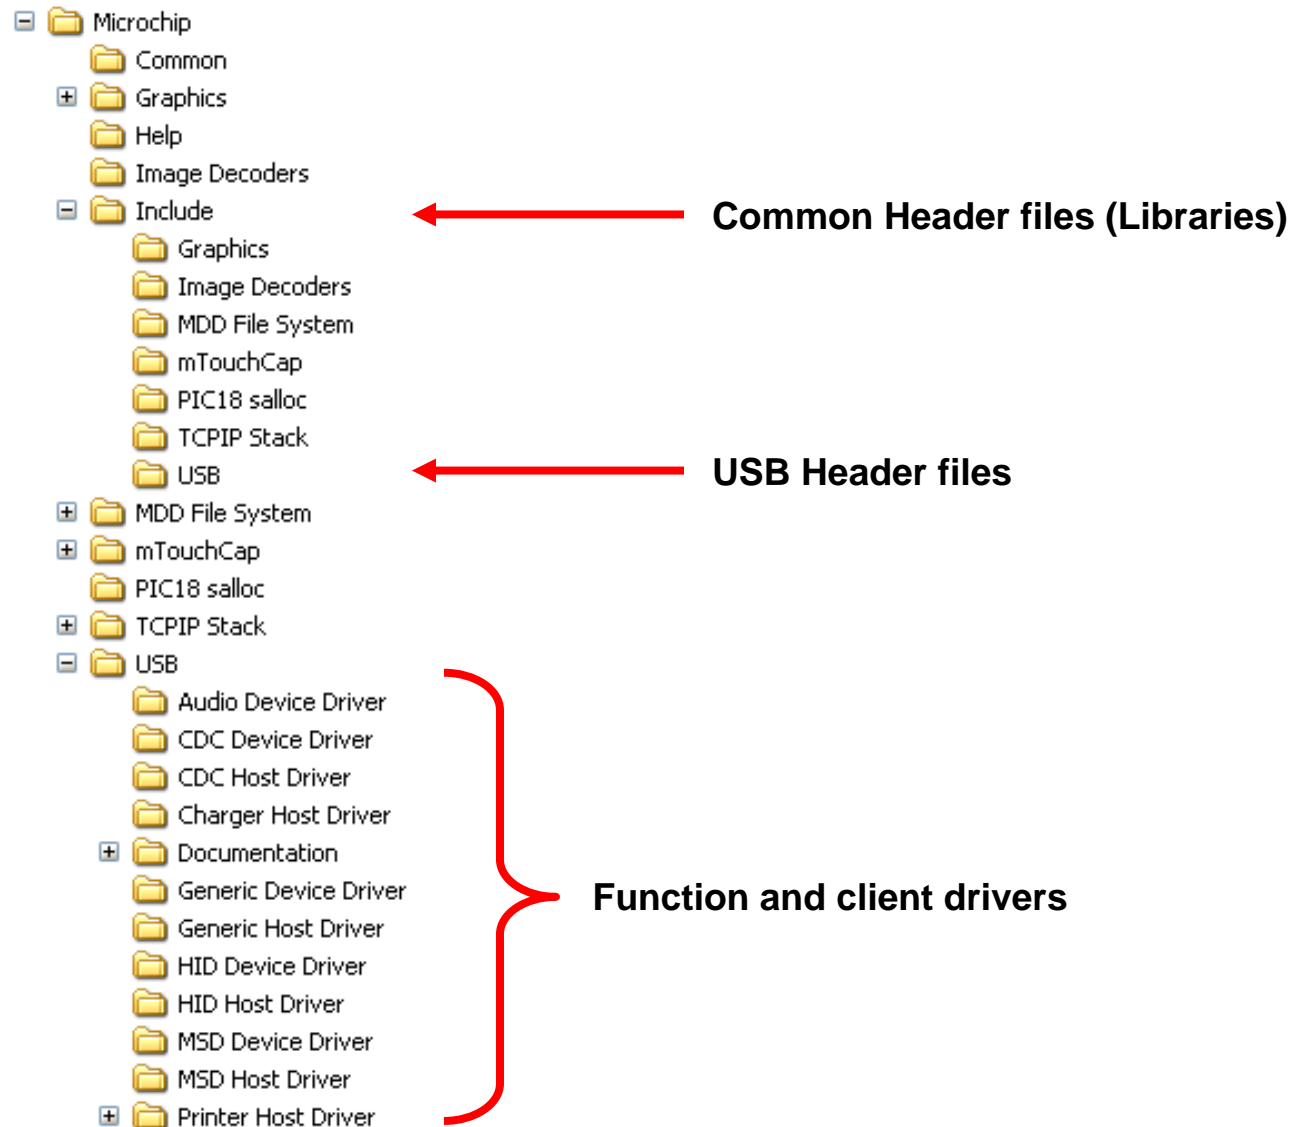 Microchip
Common
Graphics
Help
Image Decoders
Include
Common Header files (Libraries)
Graphics
Image Decoders
MDD File System
mTouchCap
PIC18 salloc
TCPIP Stack
USB
USB Header files
MDD File System
mTouchCap
PIC18 salloc
TCPIP Stack
USB
Audio Device Driver
CDC Device Driver
CDC Host Driver
Charger Host Driver
Documentation
Generic Device Driver
Function and client drivers
Generic Host Driver
HID Device Driver
HID Host Driver
MSD Device Driver
MSD Host Driver
Printer Host Driver